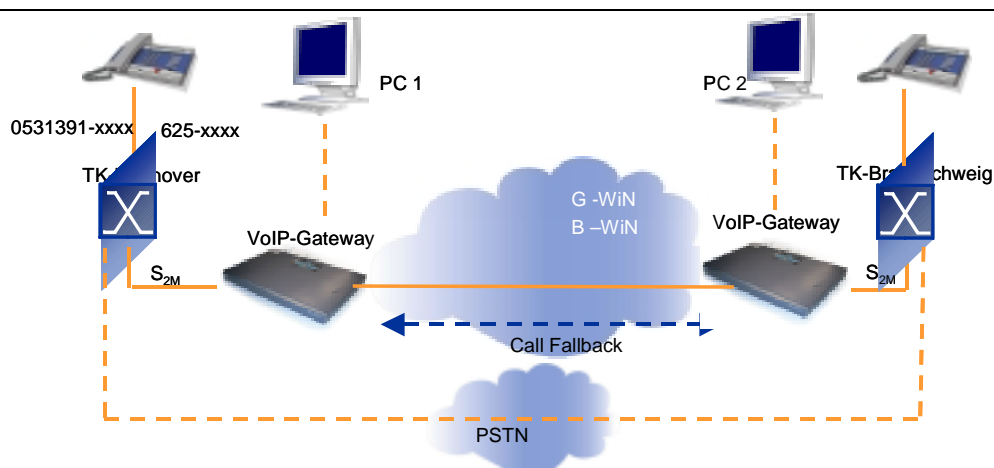 PC 1
PC 2
0531391-xxxx
625-xxxx
VoIP-Gateway
G -WiN
B –WiN
VoIP-Gateway
S2M
S2M
Call Fallback
PSTN